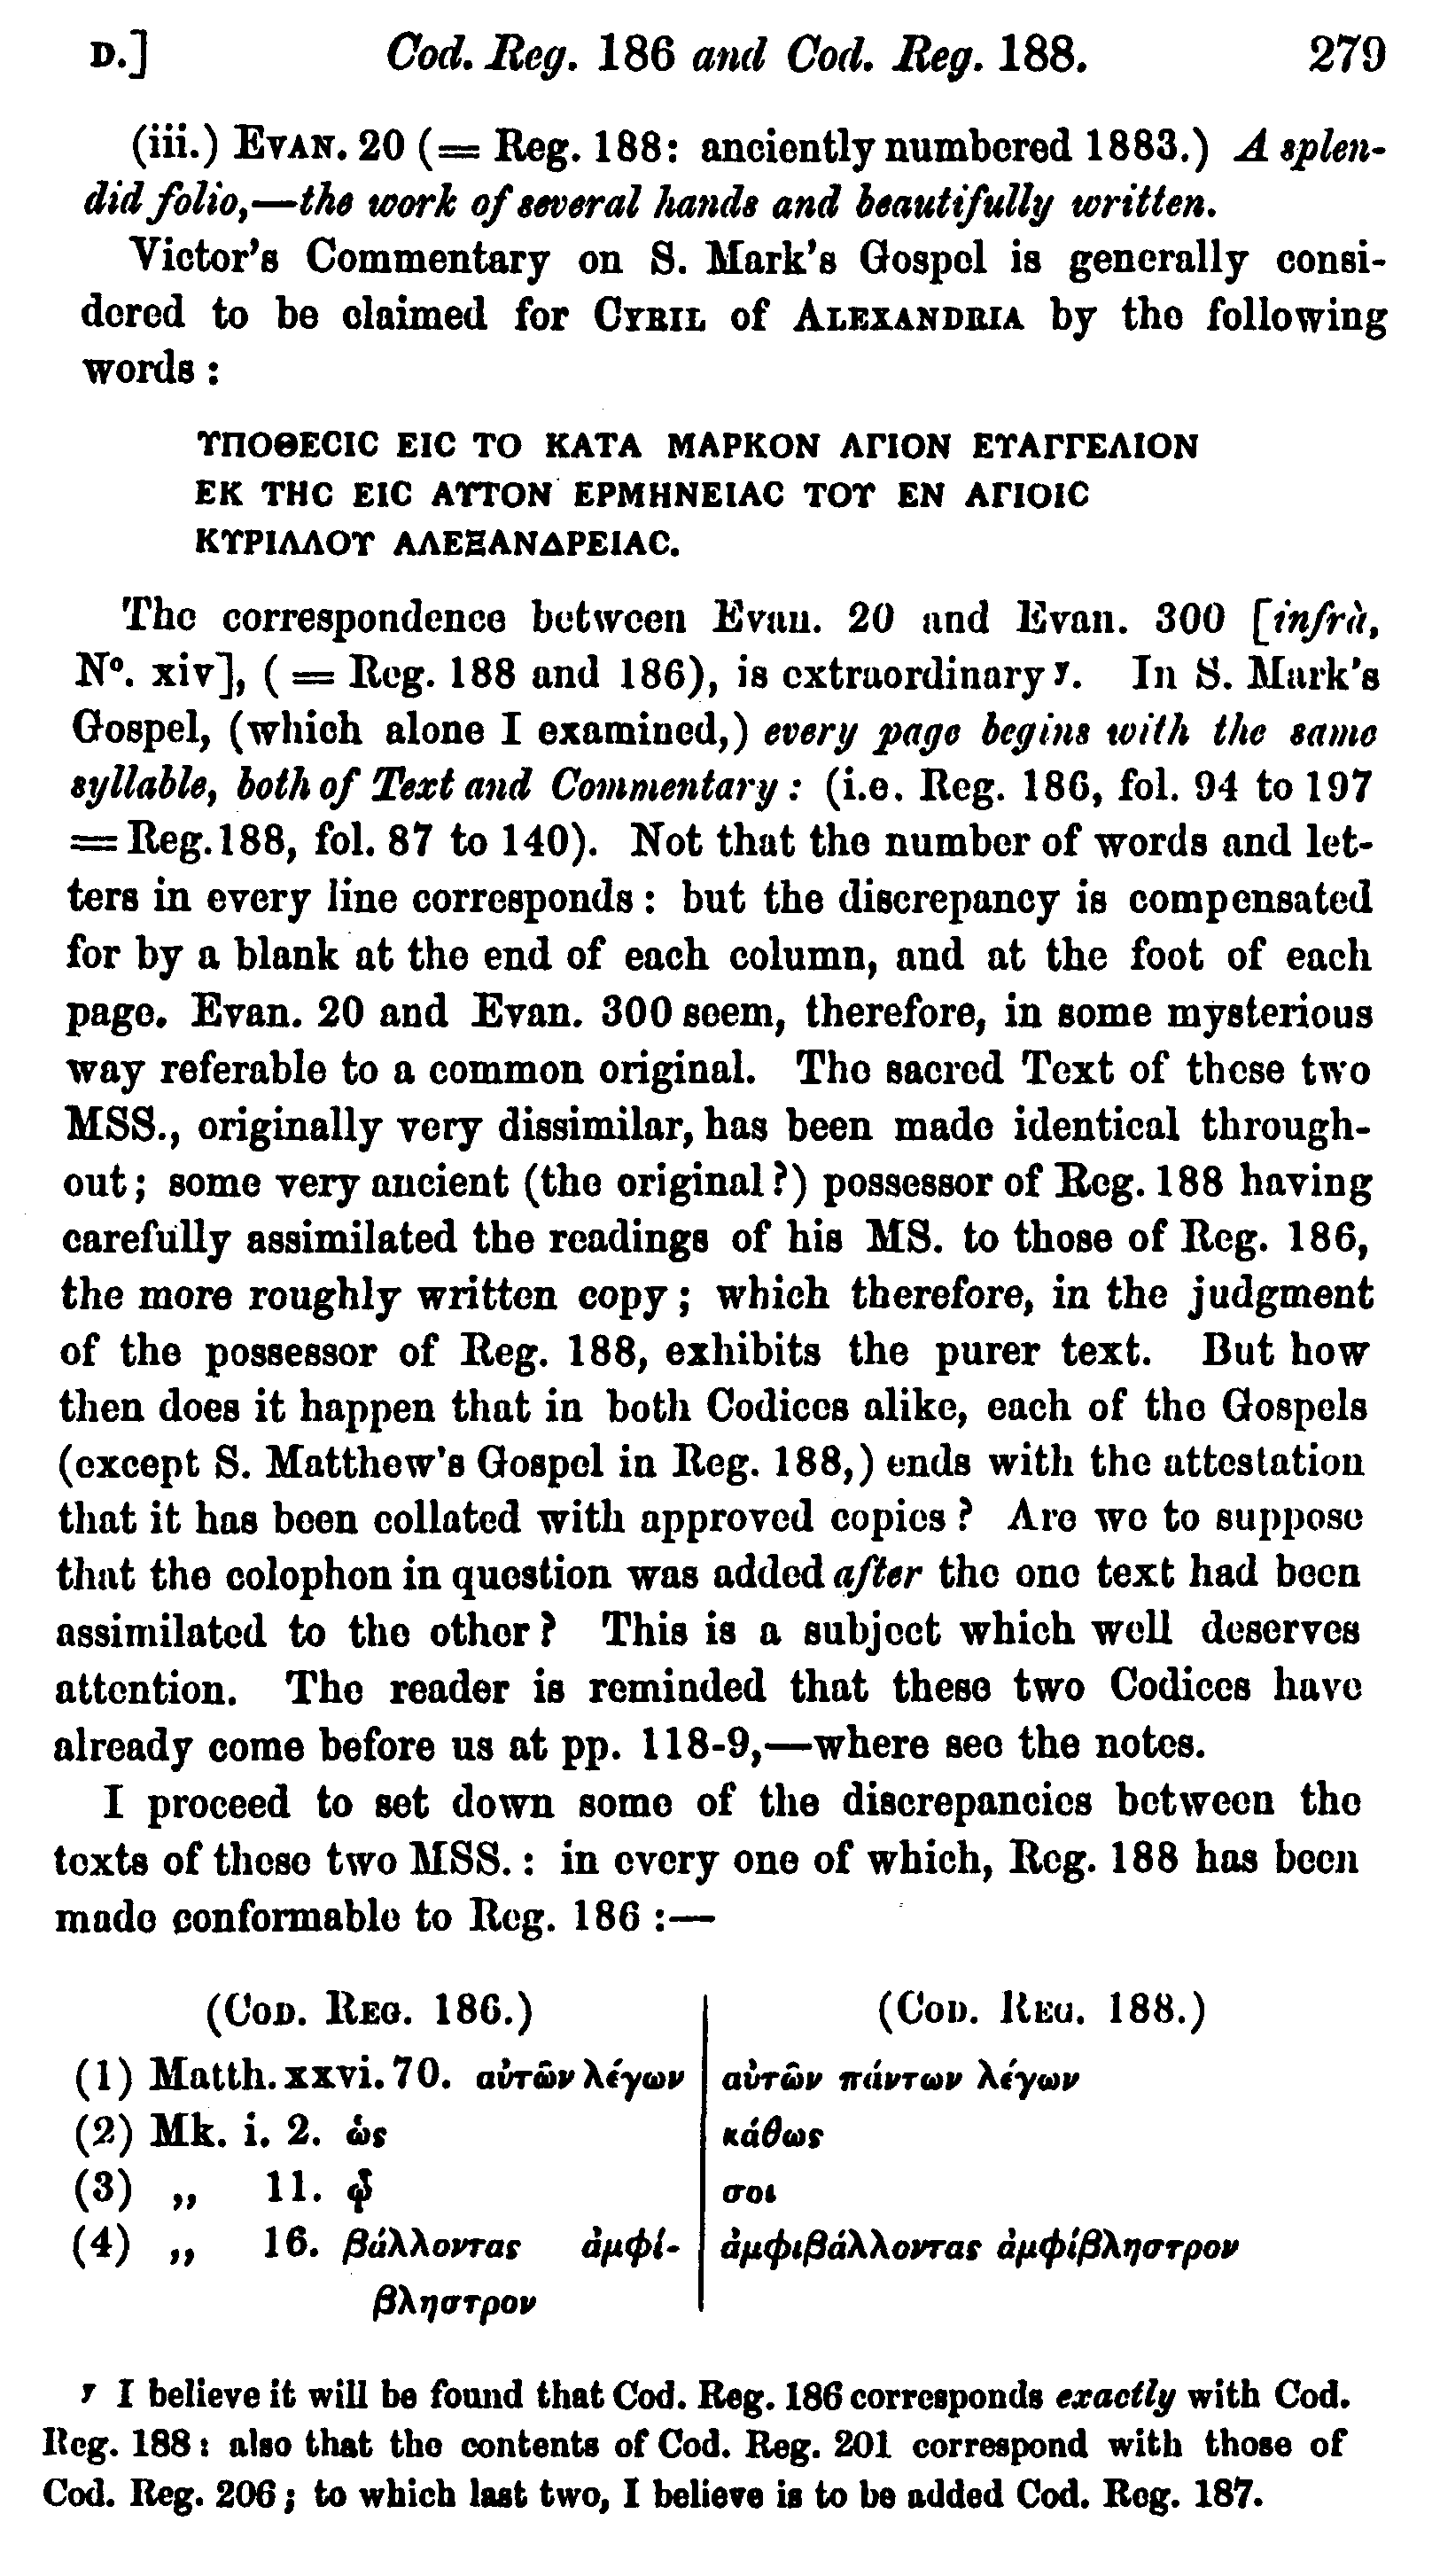 D.] Cod. Reg. 186 and Cod. Reg. 188. 279
(iii.) EVAN. 20 (= Reg. 188: anciently numbered 1883.) A splen-
did folio,—the work of several hands and beautifully written.
Victor's Commentary on S. Mark's Gospel is generally consi-
dered to be claimed for CYRIL of ALEXANDRIA by the following
words :
ΥΠΟΘΕCΙC ΕΙC ΤΟ ΚΑΤΑ ΜΑΡΚΟΝ ΑΓΙΟΝ ΕΥΑΓΓΕΛΙΟΝ
ΕΚ ΤΗC ΕΙC ΑΥΤΟΝ ΕΡΜΗΝΕΙΑC ΤΟΥ ΕΝ ΑΓΙΟΙC
ΚΥΡΙΛΛΟΥ ΑΛΕΞΑΝΔΡΕΙΑC.
The correspondence between Evan. 20 and Evan. 300 [infrà,
Nº. xiv], ( = Reg. 188 and 186), is extraordinary y. In S. Mark's
Gospel, (which alone I examined,) every page begins with the same
syllable, both of Text and Commentary : (i.e. Reg. 186, fol. 94 to 197
= Reg. 188, fol. 87 to 140). Not that the number of words and let-
ters in every line corresponds : but the discrepancy is compensated
for by a blank at the end of each column, and at the foot of each
page. Evan. 20 and Evan. 300 seem, therefore, in some mysterious
way referable to a common original. The sacred Text of these two
MSS., originally very dissimilar, has been made identical through-
out ; some very ancient (the original ?) possessor of Reg. 188 having
carefully assimilated the readings of his MS. to those of Reg. 186,
the more roughly written copy ; which therefore, in the judgment
of the possessor of Reg. 188, exhibits the purer text. But how
then does it happen that in both Codices alike, each of the Gospels
(except S. Matthew's Gospel in Reg. 188,) ends with the attestation
that it has been collated with approved copies ? Are we to suppose
that the colophon in question was added after the one text had been
assimilated to the other ? This is a subject which well deserves
attention. The reader is reminded that these two Codices have
already come before us at pp. 118-9,—where see the notes.
I proceed to set down some of the discrepancies between the
texts of these two MSS. : in every one of which, Reg. 188 has been
made conformable to Reg. 186 :—
(COD. REG. 186.) (COD. REG. 188.)
(1) Matth. xxvi. 70. αὐτῶν λέγων αὐτῶν πάντων λέγων
(2) Mk. i. 2. ὡς κάθως
(3) „ 11. ᾧ σοι
(4) „ 16. βάλλοντας ἀμφί- ἀμφιβάλλοντας ἀμφίβληστρον
βληστρον
y I believe it will be found that Cod. Reg. 186 corresponds exactly with Cod.
Reg. 188 : also that the contents of Cod. Reg. 201 correspond with those of
Cod. Reg. 206 ; to which last two, I believe is to be added Cod. Reg. 187.